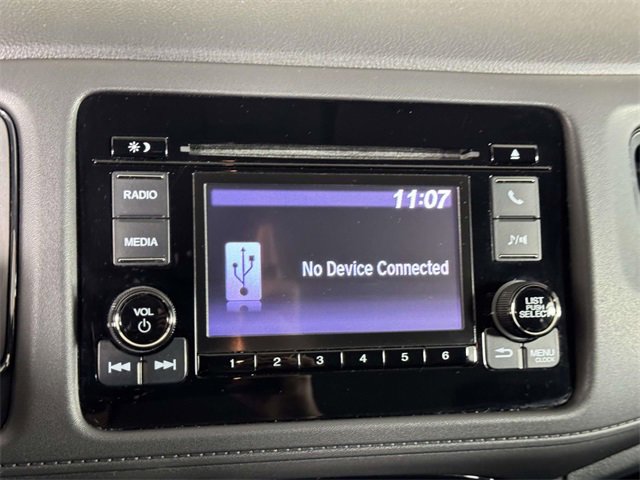 11:07
RADIO
MEDIA
No Device Connected
VOL
LIST
PUSH
SELECT
1 2 3 4 5 6
MENU
CLOCK